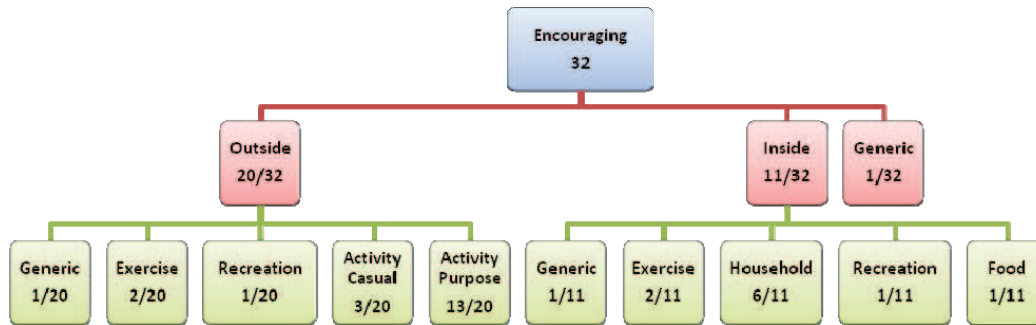 Encouraging
32
Outside
20/32
Inside
11/32
Generic
1/32
Generic
1/20
Exercise
2/20
Recreation
1/20
Activity
Casual
3/20
Activity
Purpose
13/20
Generic
1/11
Exercise
2/11
Household
6/11
Recreation
1/11
Food
1/11